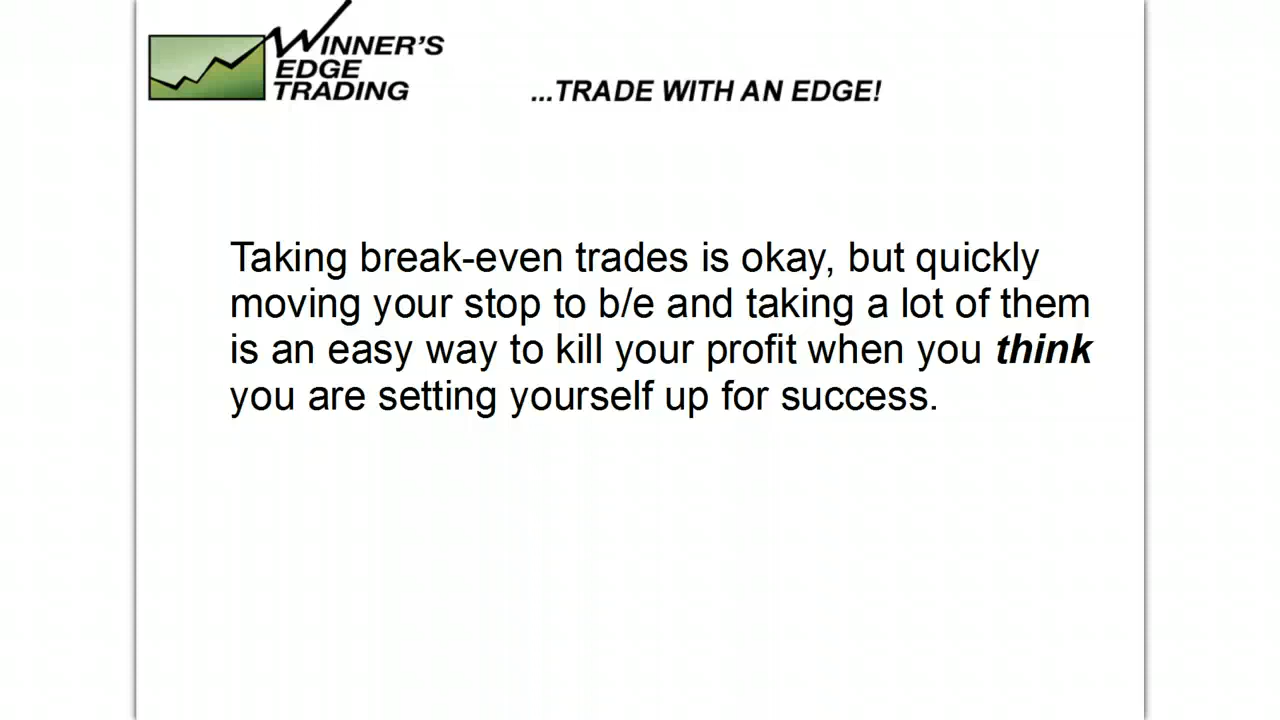 WINNER'S
EDGE
TRADING
...TRADE WITH AN EDGE!
Taking break-even trades is okay, but quickly
moving your stop to b/e and taking a lot of them
is an easy way to kill your profit when you think
you are setting yourself up for success.